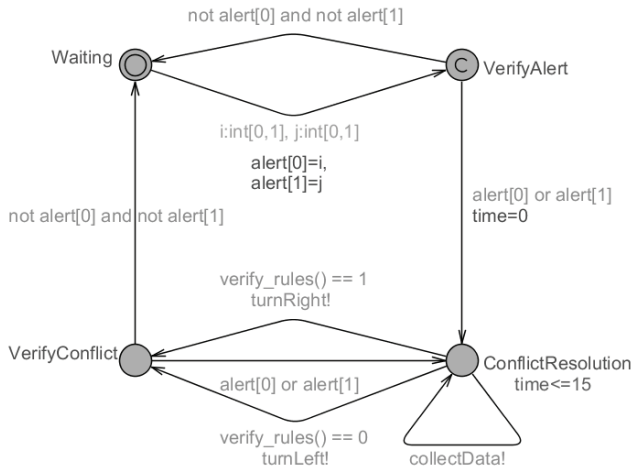 not alert[0] and not alert[1]
Waiting
C
VerifyAlert
i:int[0,1], j:int[0,1]
alert[0]=i,
alert[1]=j
alert[0] or alert[1]
time=0
not alert[0] and not alert[1]
verify_rules() == 1
turnRight!
VerifyConflict
ConflictResolution
time<=15
alert[0] or alert[1]
verify_rules() == 0
turnLeft!
collectData!